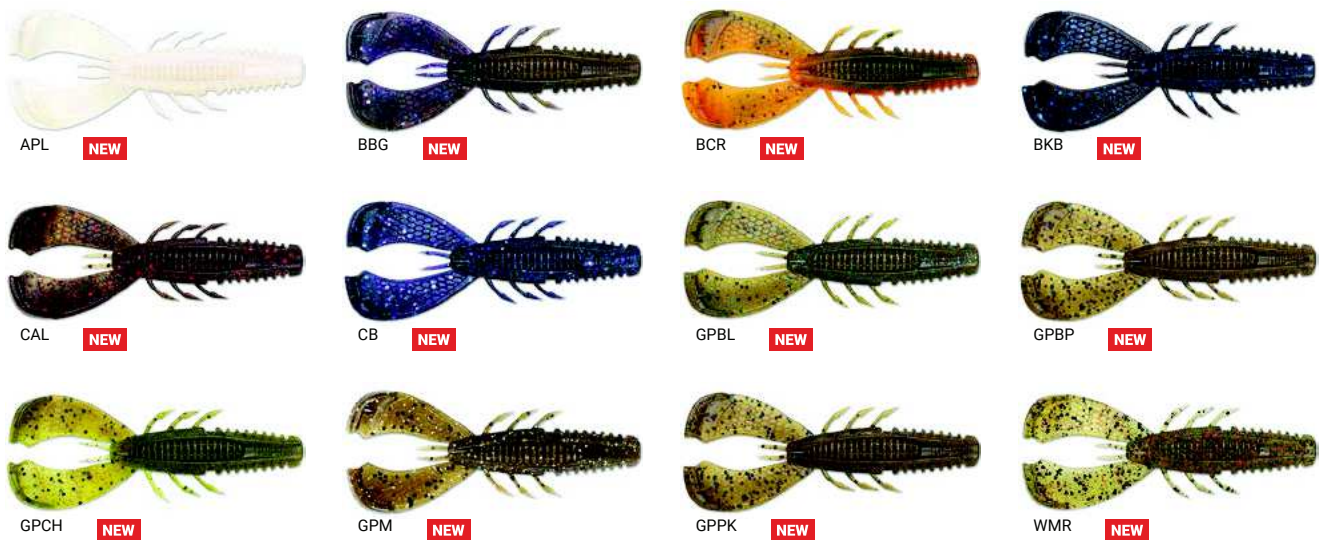 APL NEW
BBG NEW
BCR NEW
BKB NEW
CAL NEW
CB NEW
GPBL NEW
GPBP NEW
GPCH NEW
GPM NEW
GPPK NEW
WMR NEW